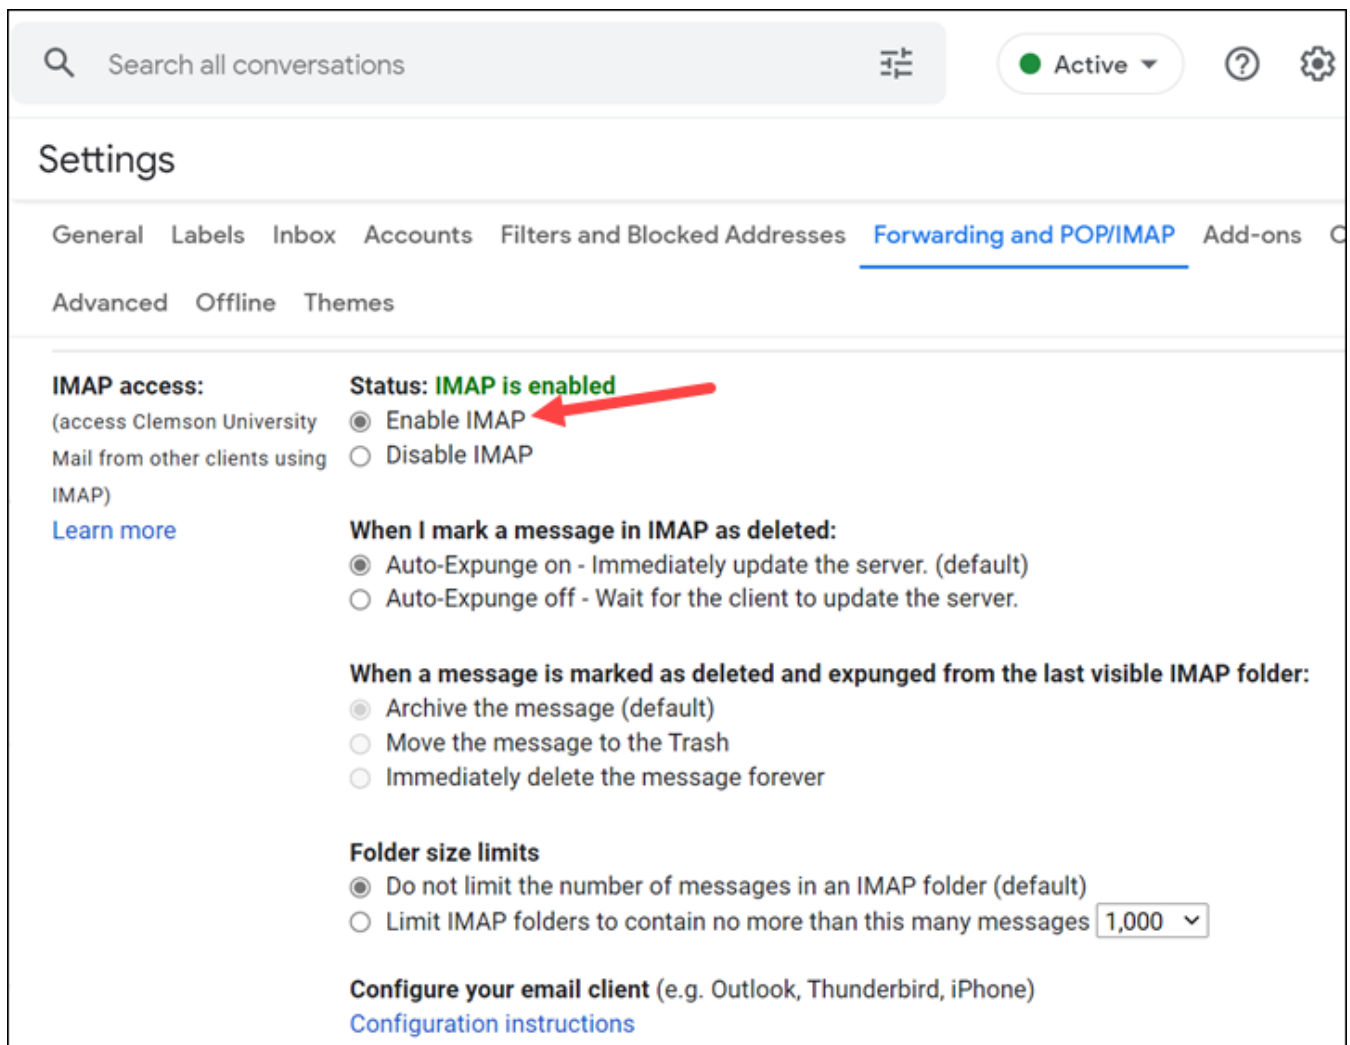 Search all conversations Active
Settings
General Labels Inbox Accounts Filters and Blocked Addresses Forwarding and POP/IMAP Add-ons C
Advanced Offline Themes
IMAP access:
(access Clemson University
Mail from other clients using
IMAP)
Learn more
Status: IMAP is enabled
Enable IMAP
Disable IMAP
When I mark a message in IMAP as deleted:
Auto-Expunge on - Immediately update the server. (default)
Auto-Expunge off - Wait for the client to update the server.
When a message is marked as deleted and expunged from the last visible IMAP folder:
Archive the message (default)
Move the message to the Trash
Immediately delete the message forever
Folder size limits
Do not limit the number of messages in an IMAP folder (default)
Limit IMAP folders to contain no more than this many messages 1,000
Configure your email client (e.g. Outlook, Thunderbird, iPhone)
Configuration instructions